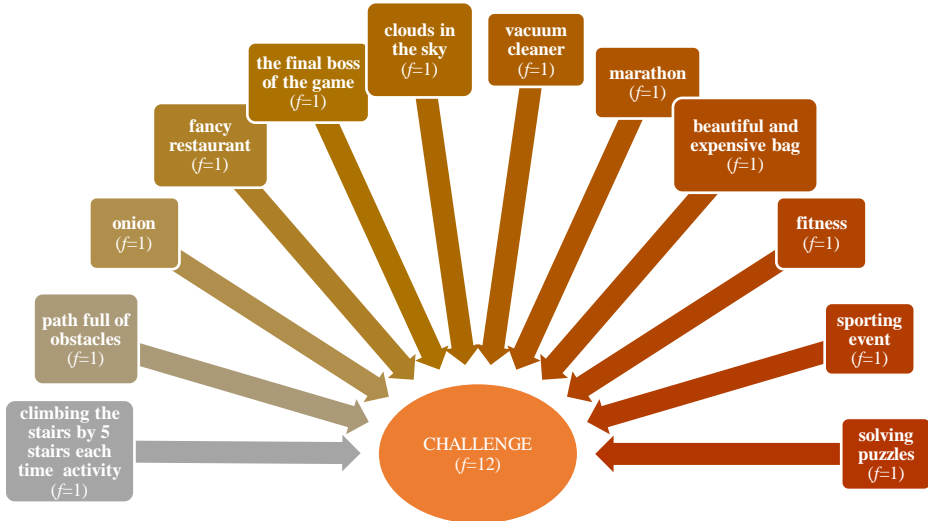 climbing the
stairs by 5
stairs each
time activity
(f=1)
path full of
obstacles
(f=1)
onion
(f=1)
fancy
restaurant
(f=1)
the final boss
of the game
(f=1)
clouds in
the sky
(f=1)
vacuum
cleaner
(f=1)
marathon
(f=1)
beautiful and
expensive bag
(f=1)
fitness
(f=1)
sporting
event
(f=1)
solving
puzzles
(f=1)
CHALLENGE
(f=12)